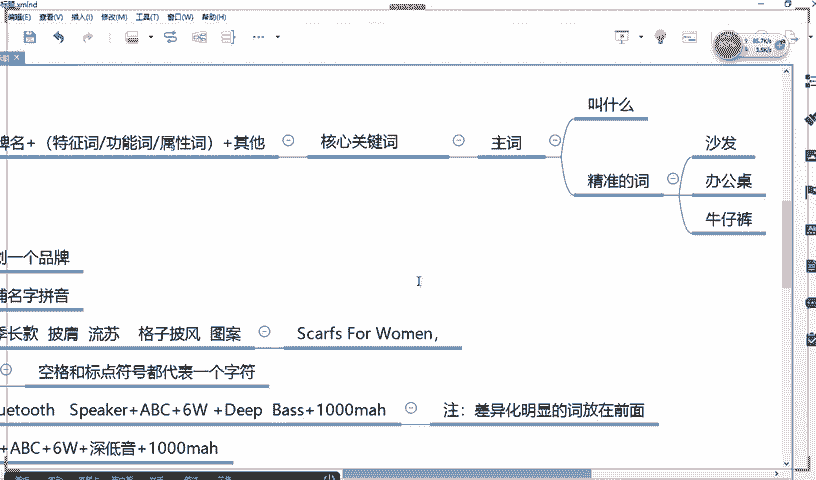 标题.xmind
编辑(E) 查看(V) 插入(I) 修改(M) 工具(T) 窗口(W) 帮助(H)
叫什么
牌名+（特征词/功能词/属性词）+其他 核心关键词 主词 沙发
精准的词 办公桌
牛仔裤
创一个品牌
铺名字拼音
季长款 披肩 流苏 格子披风 图案 Scarfs For Women,
空格和标点符号都代表一个字符
uetooth Speaker+ABC+6W +Deep Bass+1000mah 注：差异化明显的词放在前面
+ABC+6W+深低音+1000mah